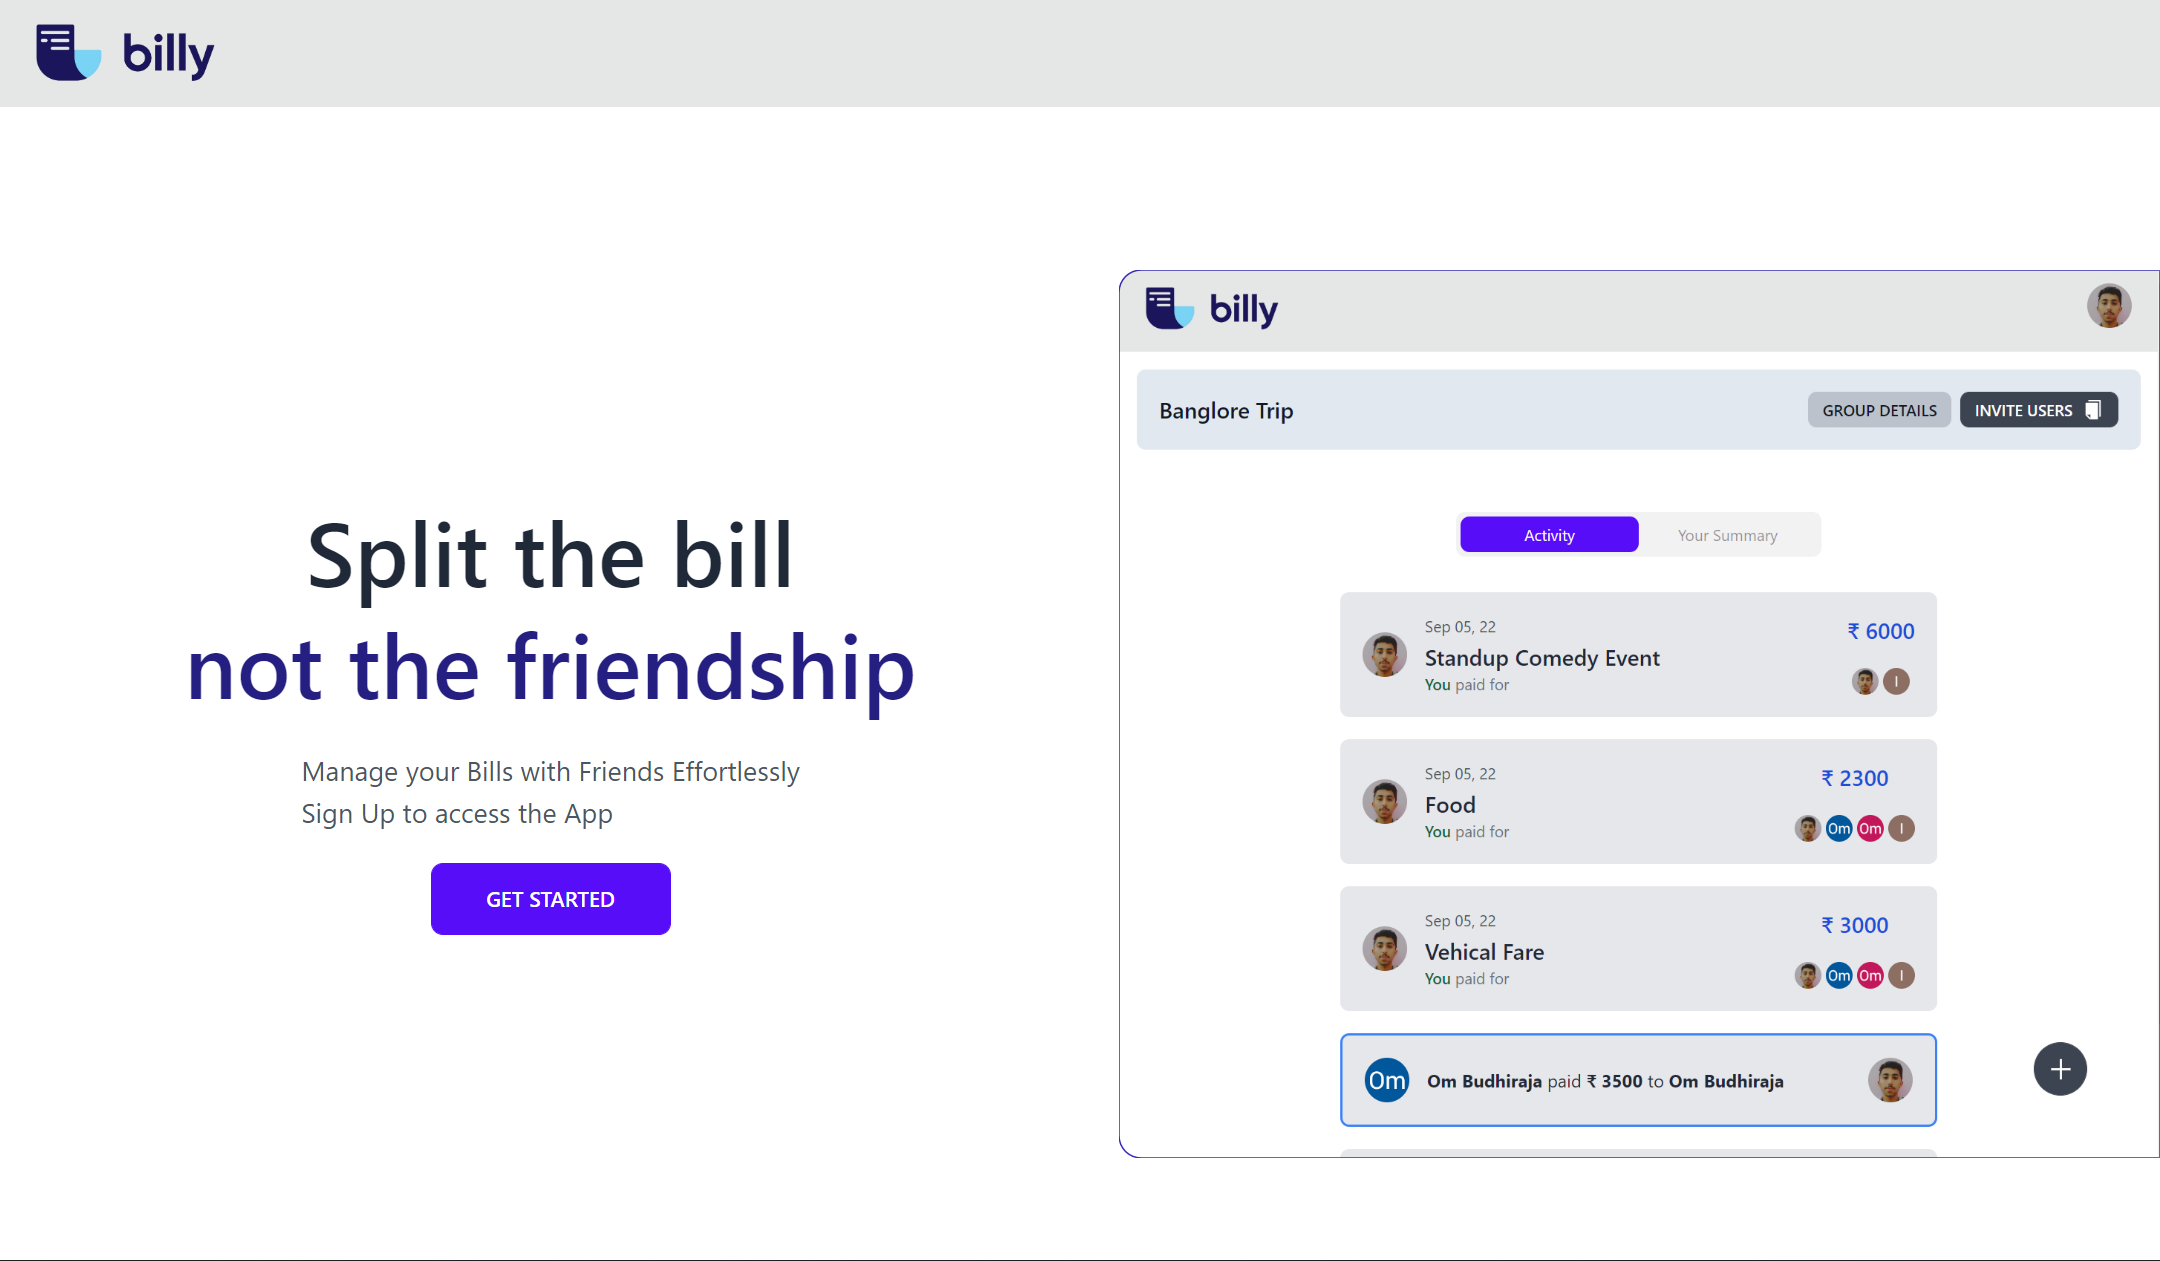 billy
Split the bill
not the friendship
Manage your Bills with Friends Effortlessly
Sign Up to access the App
GET STARTED
billy
Banglore Trip
GROUP DETAILS
INVITE USERS
Activity
Your Summary
Sep 05, 22
₹ 6000
Standup Comedy Event
You paid for
I
Sep 05, 22
₹ 2300
Food
You paid for
Om Om I
Sep 05, 22
₹ 3000
Vehical Fare
You paid for
Om Om I
Om
Om Budhiraja paid ₹ 3500 to Om Budhiraja
+